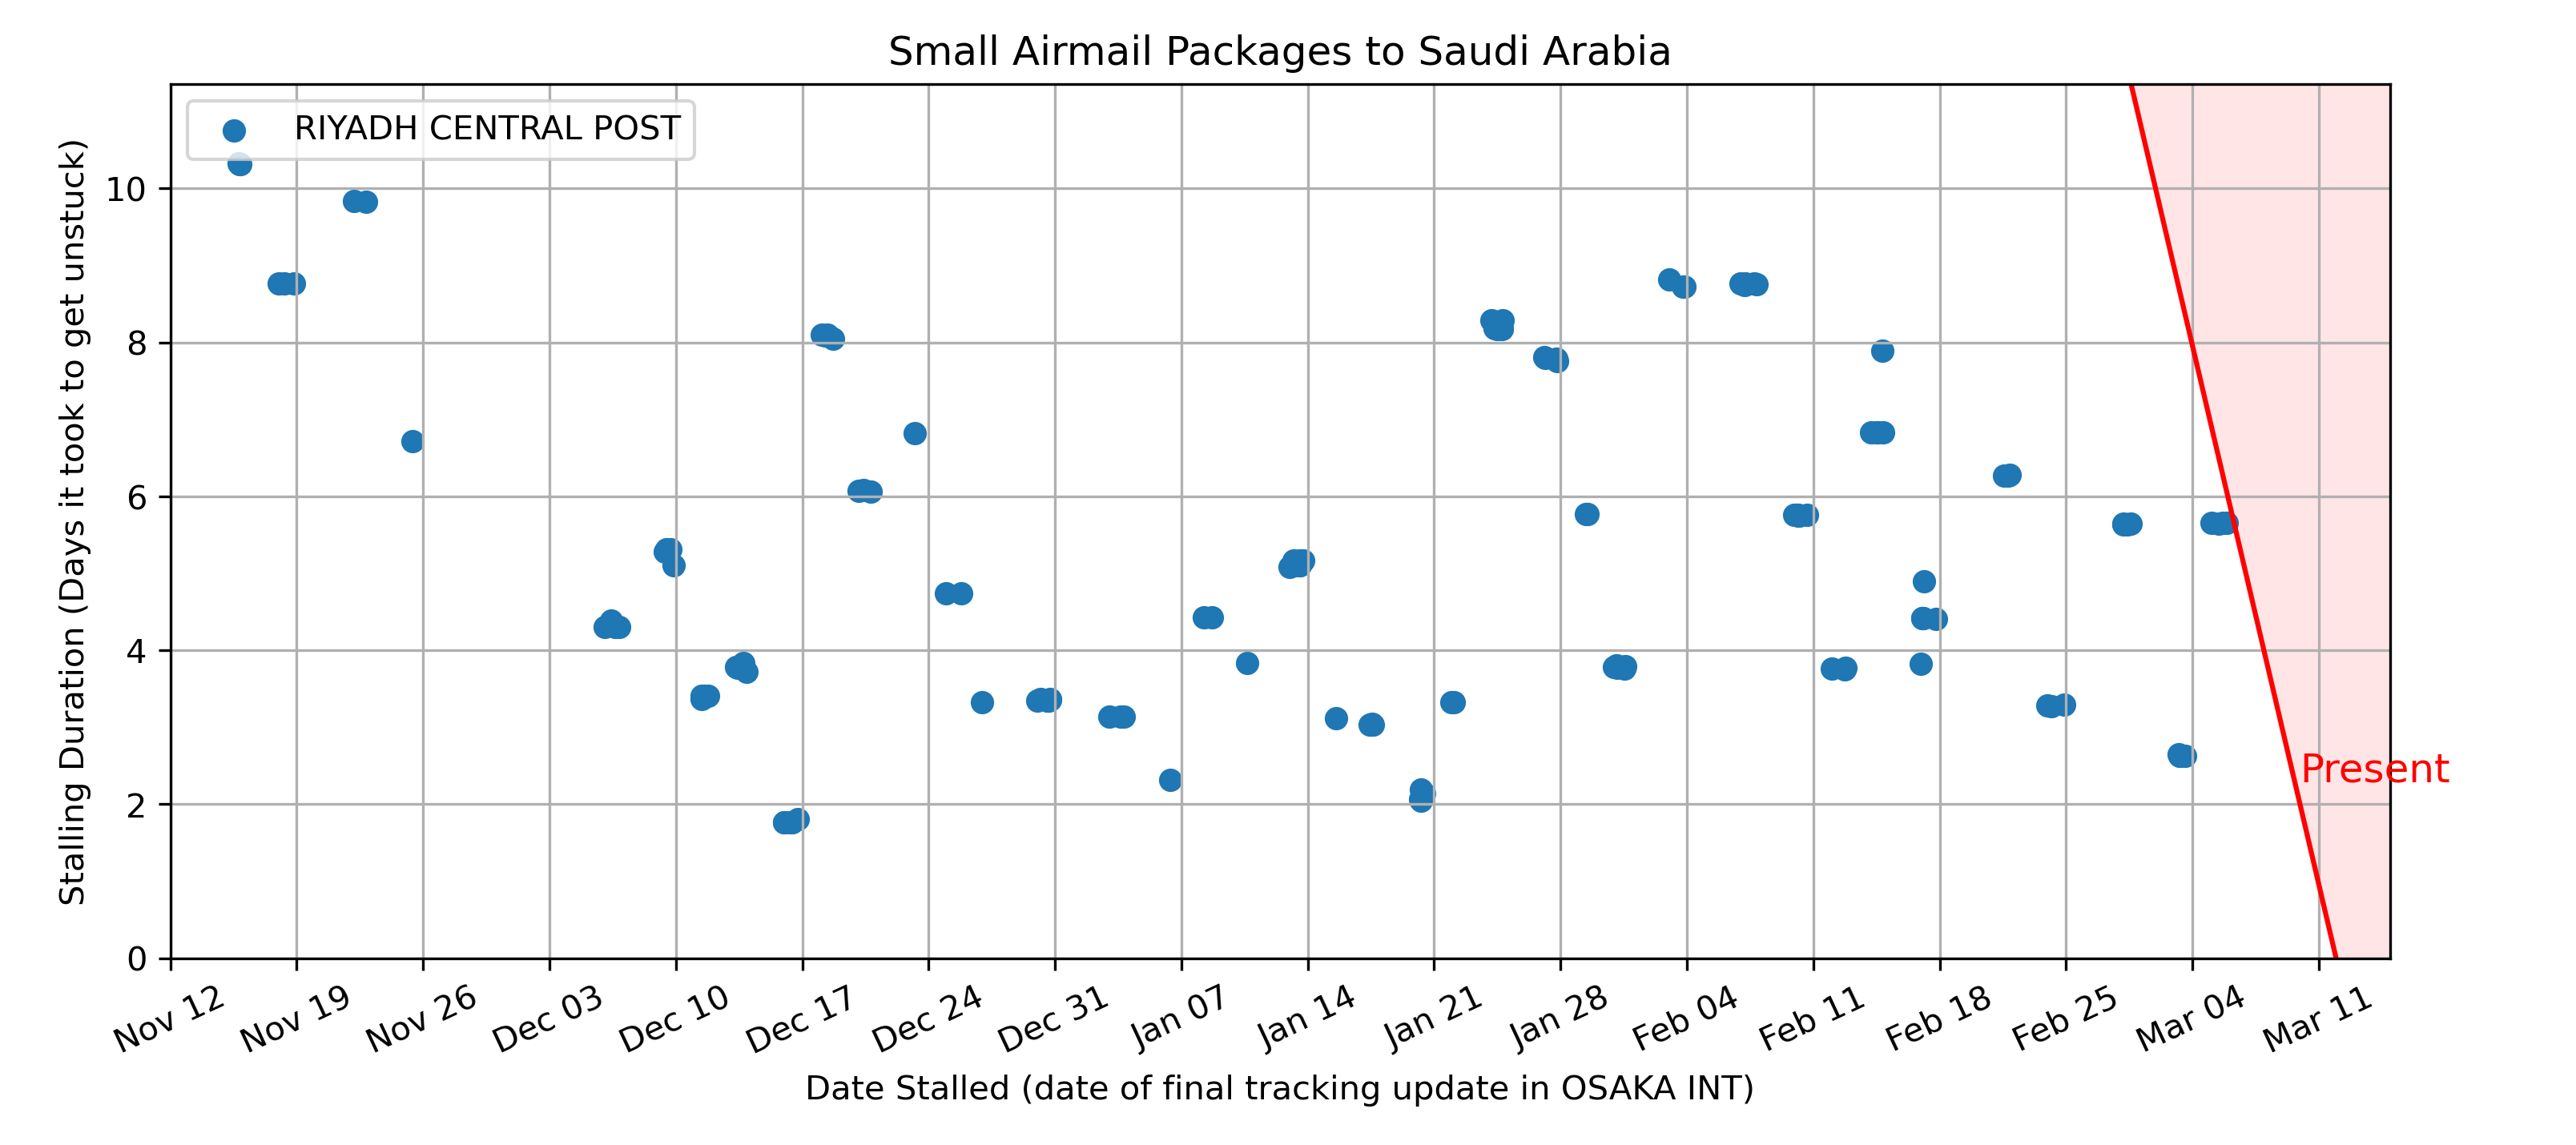 Small Airmail Packages to Saudi Arabia
RIYADH CENTRAL POST
Stalling Duration (Days it took to get unstuck)
10
8
6
4
2
0
Present
Nov 12
Nov 19
Nov 26
Dec 03
Dec 10
Dec 17
Dec 24
Dec 31
Jan 07
Jan 14
Jan 21
Jan 28
Feb 04
Feb 11
Feb 18
Feb 25
Mar 04
Mar 11
Date Stalled (date of final tracking update in OSAKA INT)